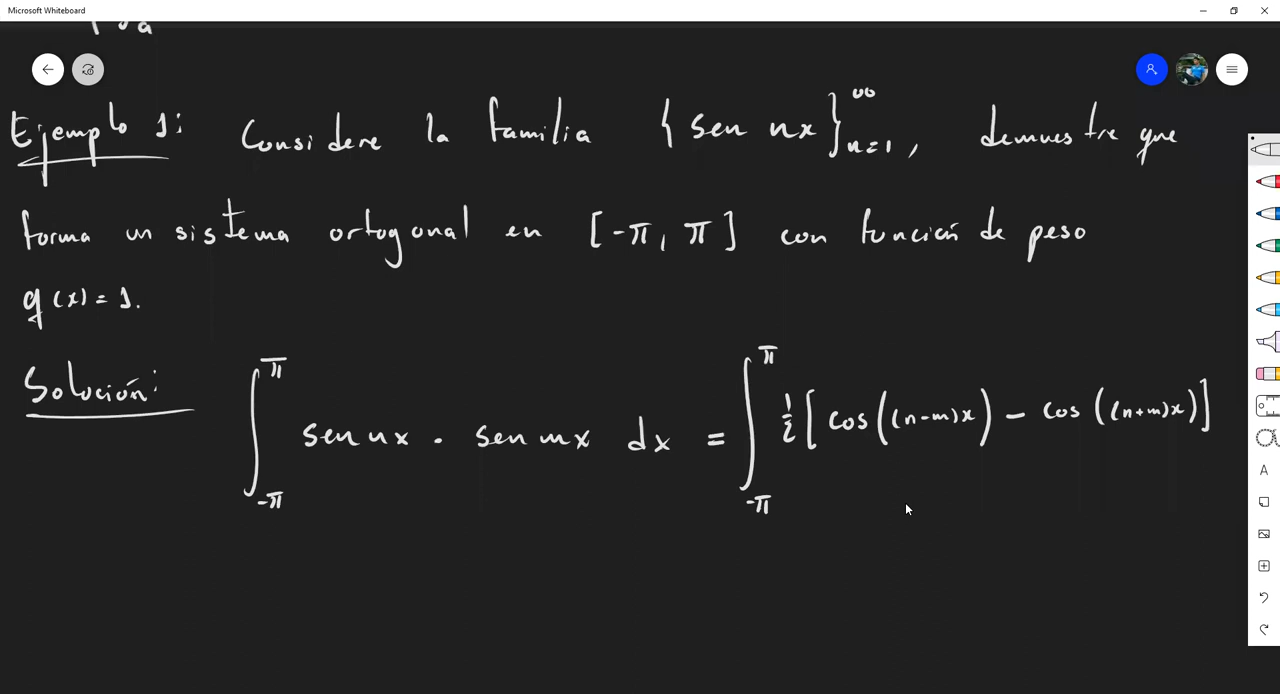 Microsoft Whiteboard
Ejemplo 1: Considere la familia { sen nx }_{n=1}^{∞}, demuestre que
forma un sistema ortogonal en [-π, π] con función de peso
q(x) = 1.
Solución: ∫_{-π}^{π} sen nx · sen mx dx = ∫_{-π}^{π} 1/2 [ cos((n-m)x) - cos((n+m)x) ]
A